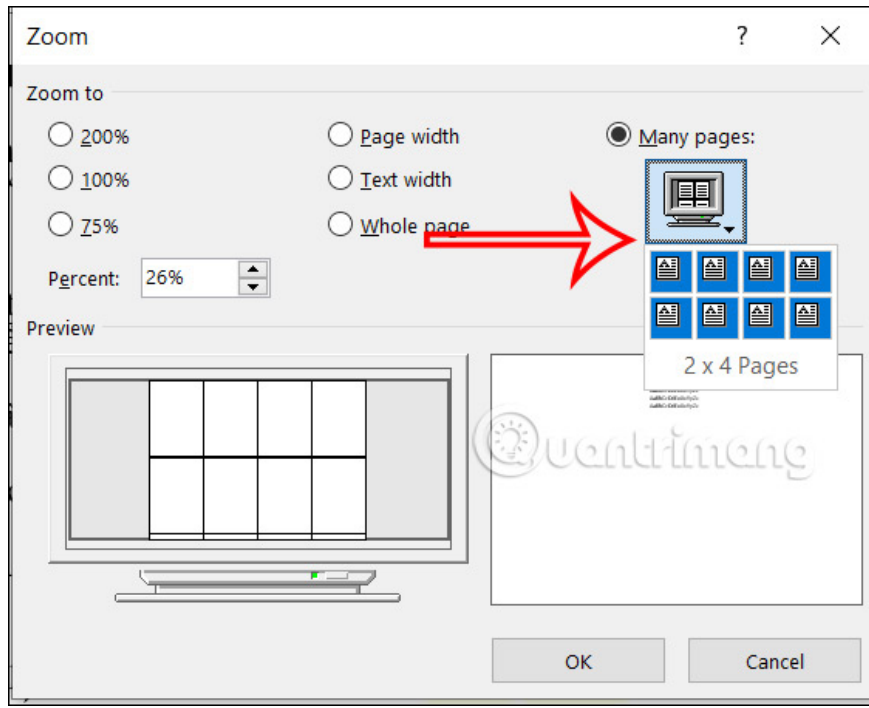 Zoom
Zoom to
200% Page width Many pages:
100% Text width
75% Whole page
Percent: 26%
2 x 4 Pages
Preview
Quantrimang
OK Cancel